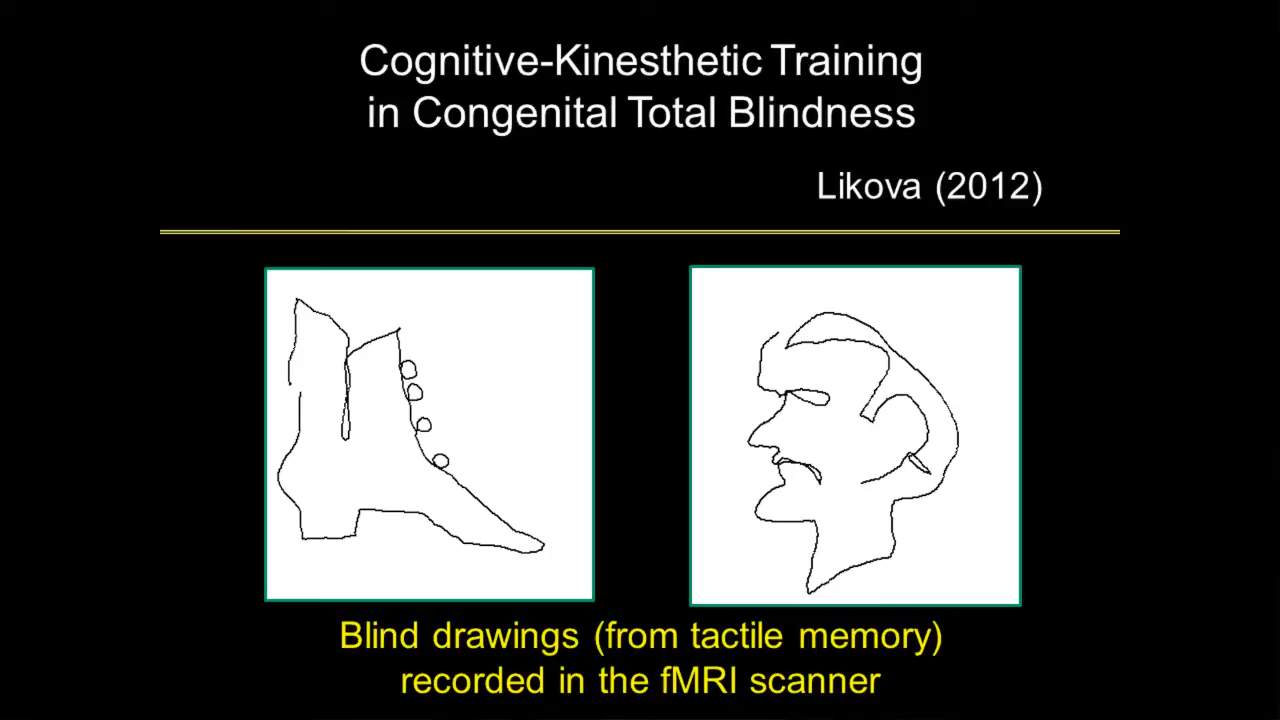 Cognitive-Kinesthetic Training
in Congenital Total Blindness
Likova (2012)
Blind drawings (from tactile memory)
recorded in the fMRI scanner